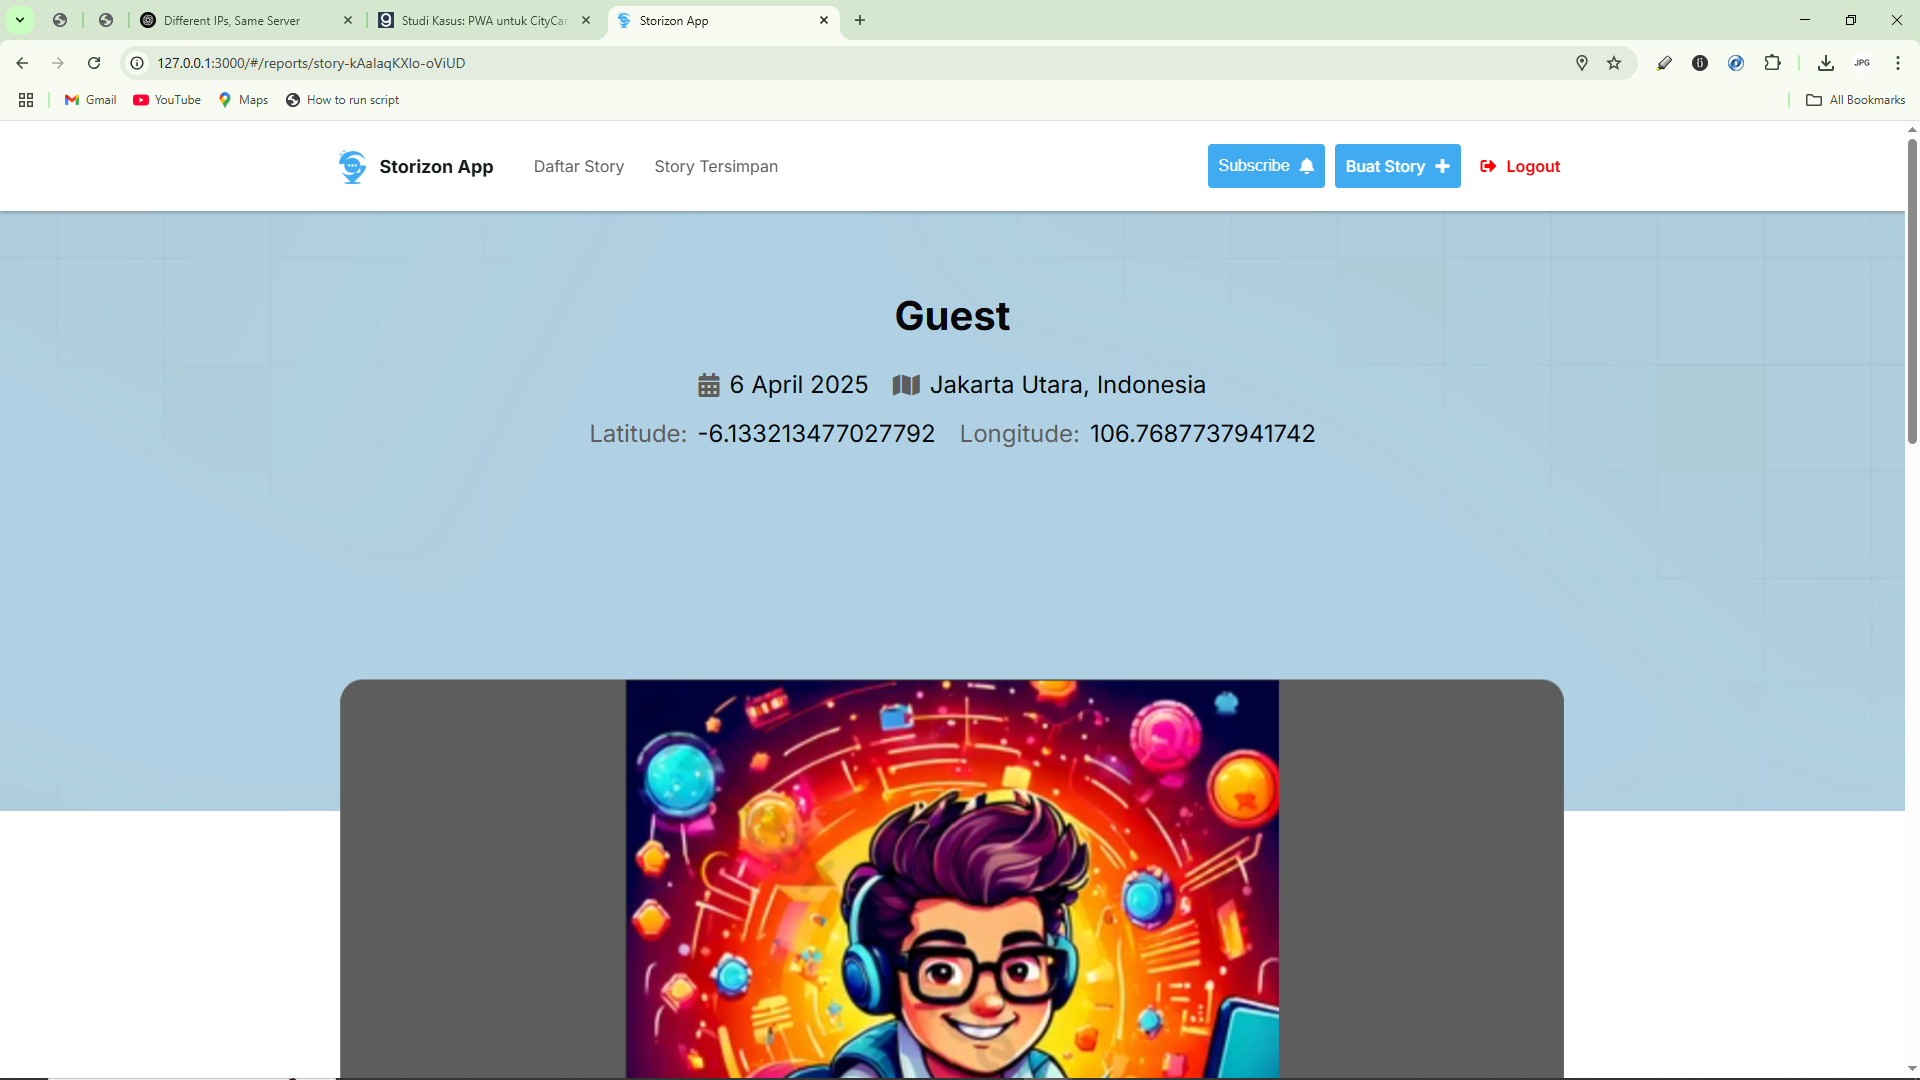 Different IPs, Same Server
Studi Kasus: PWA untuk CityCar
Storizon App
127.0.0.1:3000/#/reports/story-kAalaqKXlo-oViUD
JPG
Gmail
YouTube
Maps
How to run script
All Bookmarks
Storizon App
Daftar Story
Story Tersimpan
Subscribe
Buat Story
Logout
Guest
6 April 2025
Jakarta Utara, Indonesia
Latitude: -6.133213477027792
Longitude: 106.7687737941742